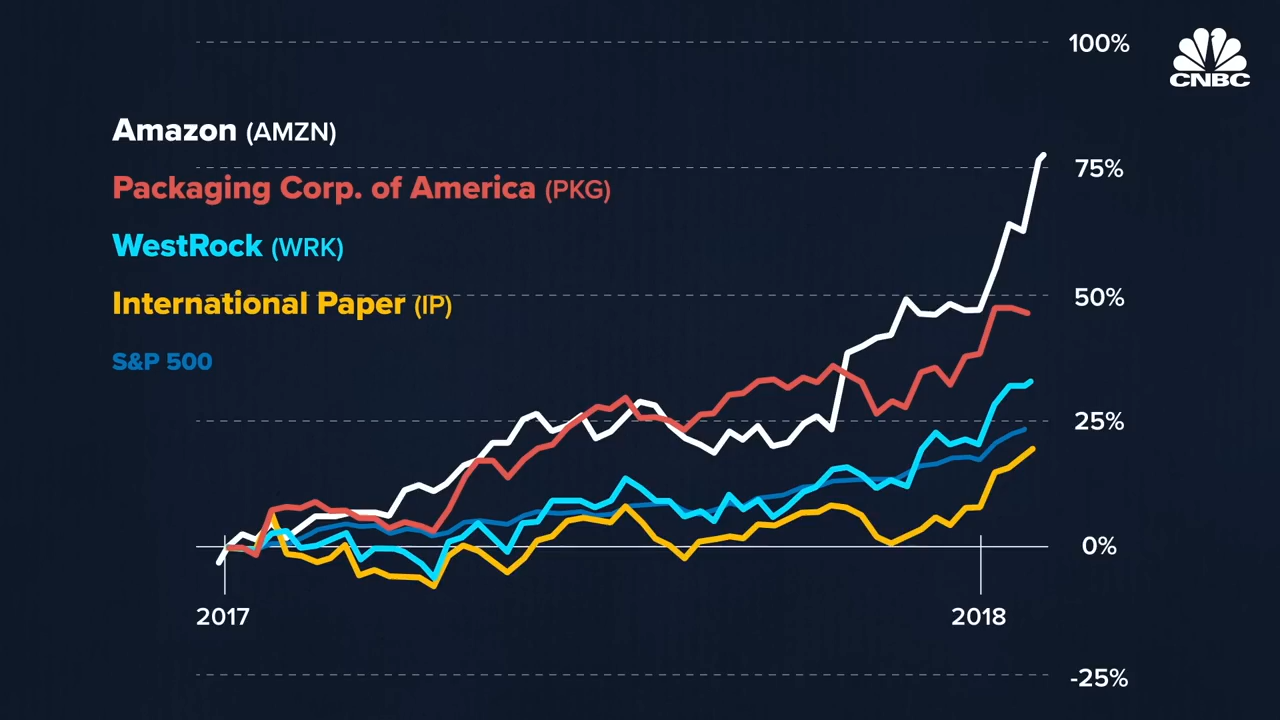 100%
CNBC
Amazon (AMZN)
75%
Packaging Corp. of America (PKG)
WestRock (WRK)
50%
International Paper (IP)
S&P 500
25%
0%
2017
2018
-25%